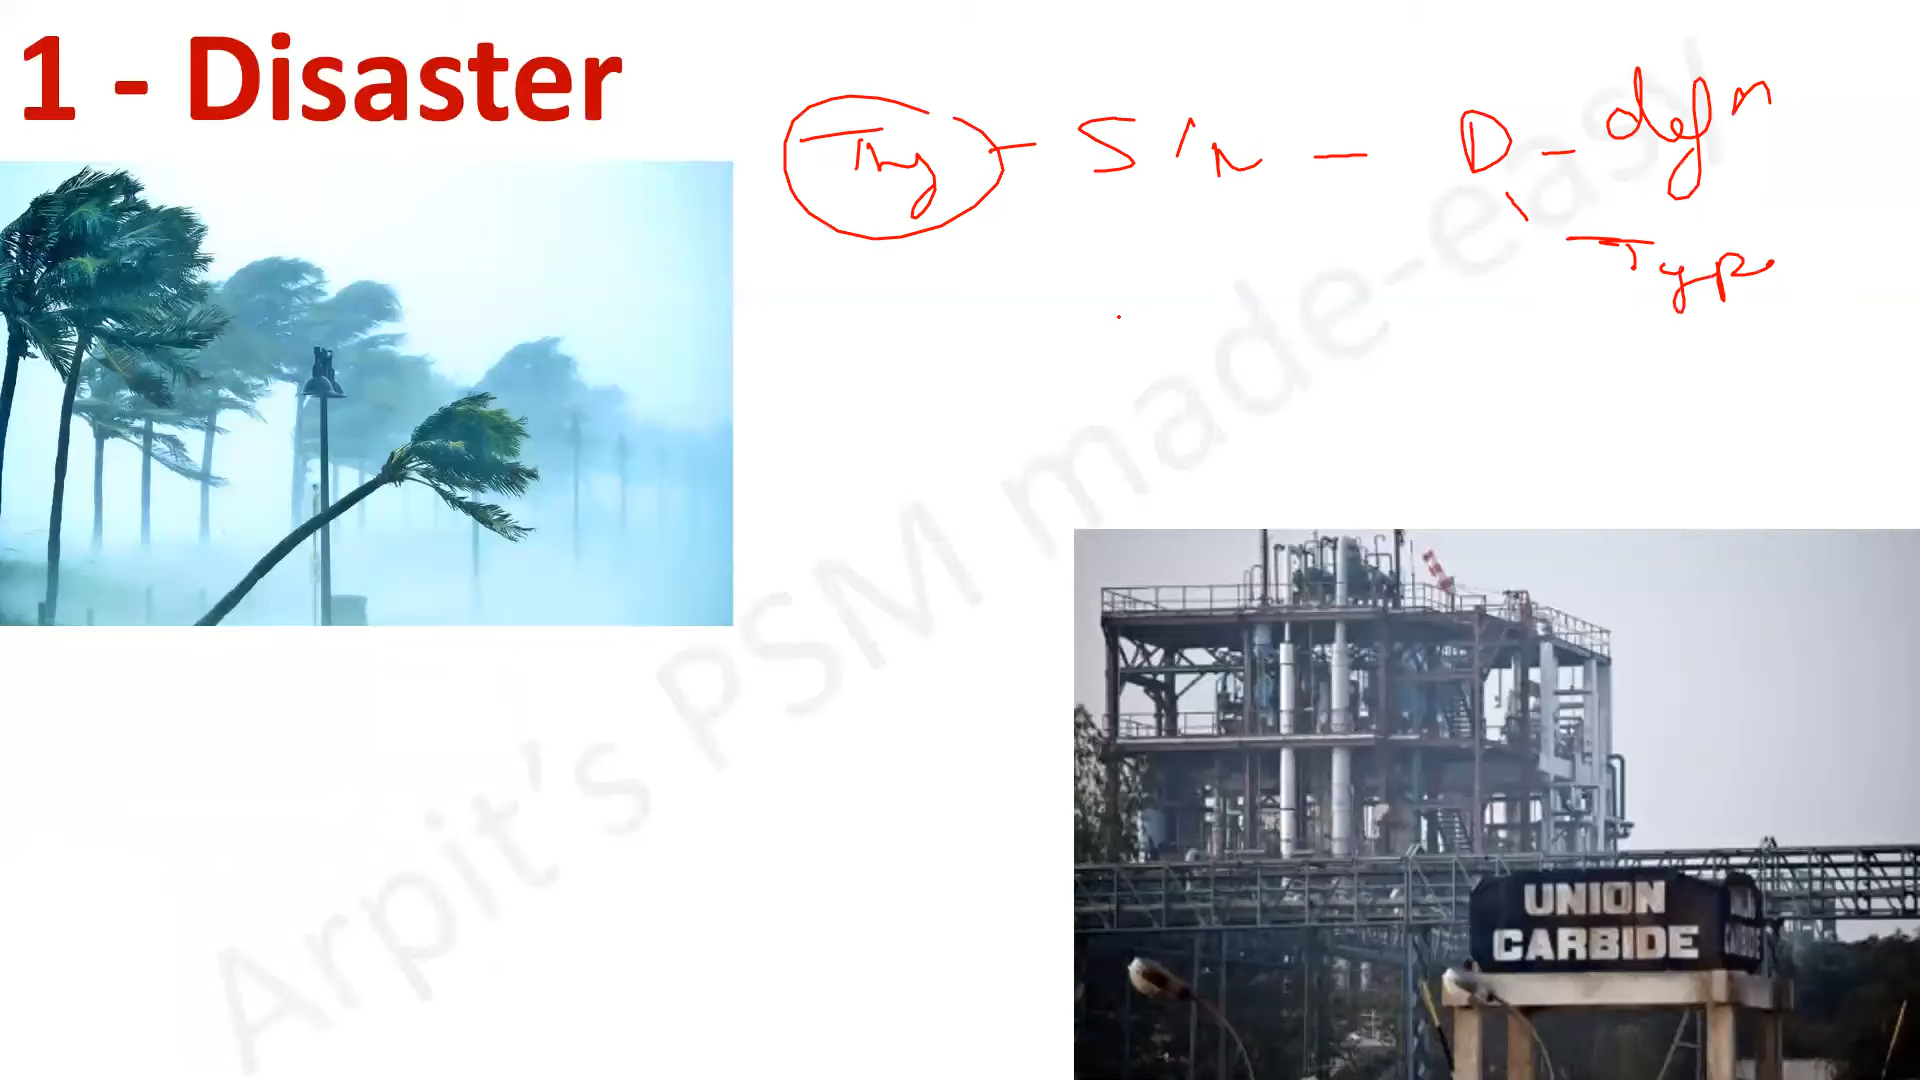 1 - Disaster
Thy - S/N - D - defn
Type
Arpit's PSM made-easy
UNION
CARBIDE